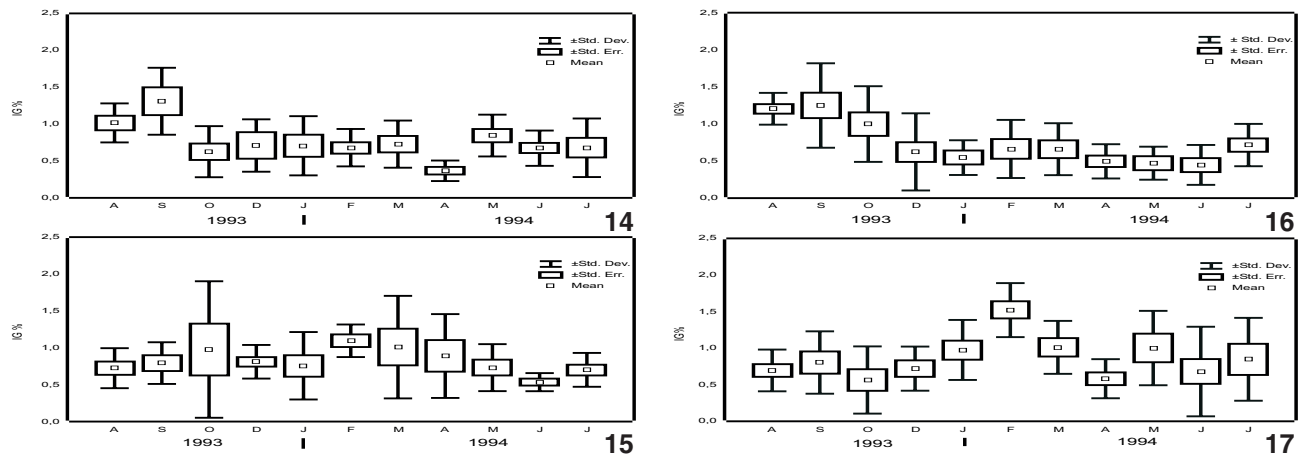 2,5
2,0
1,5
1,0
0,5
0,0
IG%
±Std. Dev.
±Std. Err.
Mean
A S O D J F M A M J J
1993 1994
14
2,5
2,0
1,5
1,0
0,5
0,0
IG%
± Std. Dev.
± Std. Err.
Mean
A S O D J F M A M J J
1993 1994
16
2,5
2,0
1,5
1,0
0,5
0,0
IG%
±Std. Dev.
±Std. Err.
Mean
A S O D J F M A M J J
1993 1994
15
2,5
2,0
1,5
1,0
0,5
0,0
IG%
±Std. Dev.
±Std. Err.
Mean
A S O D J F M A M J J
1993 1994
17